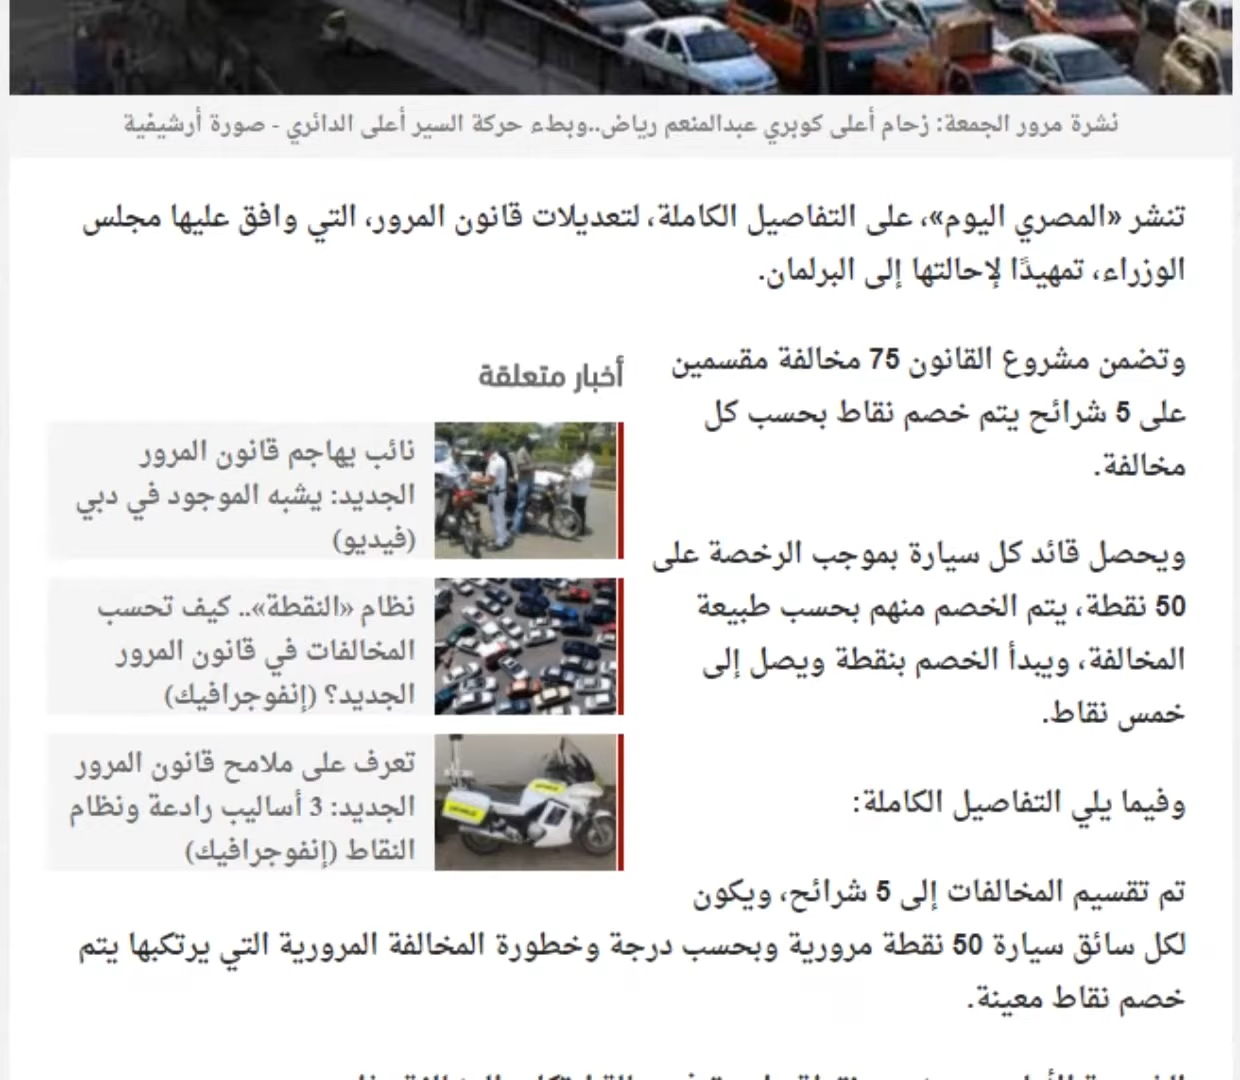 نشرة مرور الجمعة: زحام أعلى كوبري عبدالمنعم رياض..وبطء حركة السير أعلى الدائري - صورة أرشيفية
تنشر «المصري اليوم»، على التفاصيل الكاملة، لتعديلات قانون المرور، التي وافق عليها مجلس
الوزراء، تمهيدًا لإحالتها إلى البرلمان.
وتضمن مشروع القانون 75 مخالفة مقسمين
على 5 شرائح يتم خصم نقاط بحسب كل
مخالفة.
ويحصل قائد كل سيارة بموجب الرخصة على
50 نقطة، يتم الخصم منهم بحسب طبيعة
المخالفة، ويبدأ الخصم بنقطة ويصل إلى
خمس نقاط.
وفيما يلي التفاصيل الكاملة:
تم تقسيم المخالفات إلى 5 شرائح، ويكون
لكل سائق سيارة 50 نقطة مرورية وبحسب درجة وخطورة المخالفة المرورية التي يرتكبها يتم
خصم نقاط معينة.
أخبار متعلقة
نائب يهاجم قانون المرور
الجديد: يشبه الموجود في دبي
(فيديو)
نظام «النقطة».. كيف تحسب
المخالفات في قانون المرور
الجديد؟ (إنفوجرافيك)
تعرف على ملامح قانون المرور
الجديد: 3 أساليب رادعة ونظام
النقاط (إنفوجرافيك)